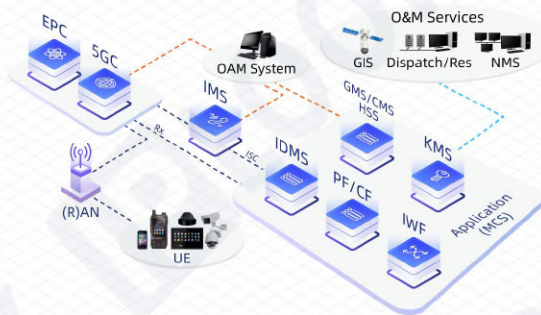 EPC
5GC
OAM System
O&M Services
GIS
Dispatch/Res
NMS
IMS
GMS/CMS
HSS
Rx
ISC
IDMS
KMS
(R)AN
PF/CF
IWF
Application
(MCS)
UE